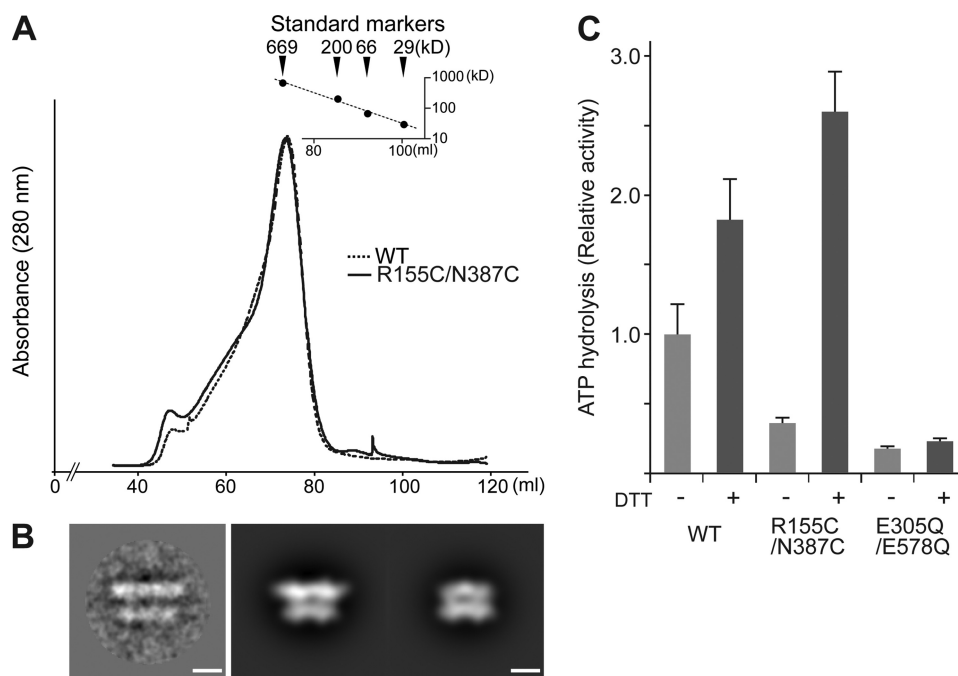 A
Standard markers
669 200 66 29(kD)
1000 (kD)
100
10
80 100(ml)
Absorbance (280 nm)
WT
R155C/N387C
0 40 60 80 100 120 (ml)
B
C
ATP hydrolysis (Relative activity)
3.0
2.0
1.0
DTT - + - + - +
WT R155C E305Q
/N387C /E578Q